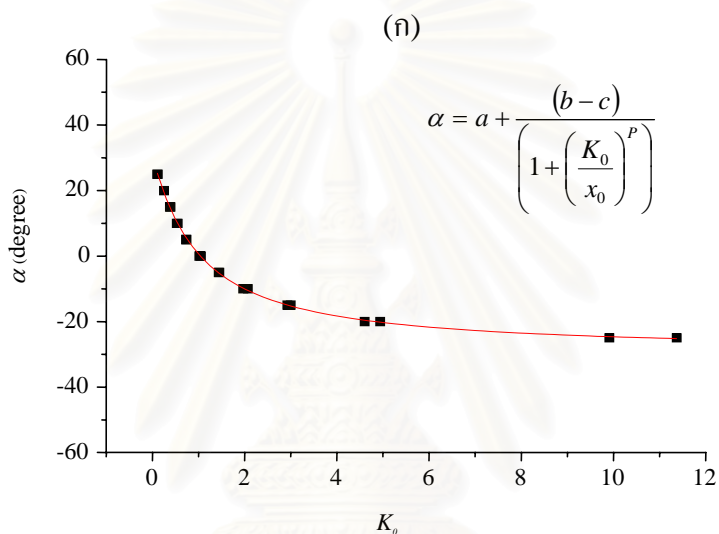 (ก)
60
40
20
0
-20
-40
-60
α (degree)
α = a + (b − c) / (1 + (K₀ / x₀)^P)
0 2 4 6 8 10 12
K₀